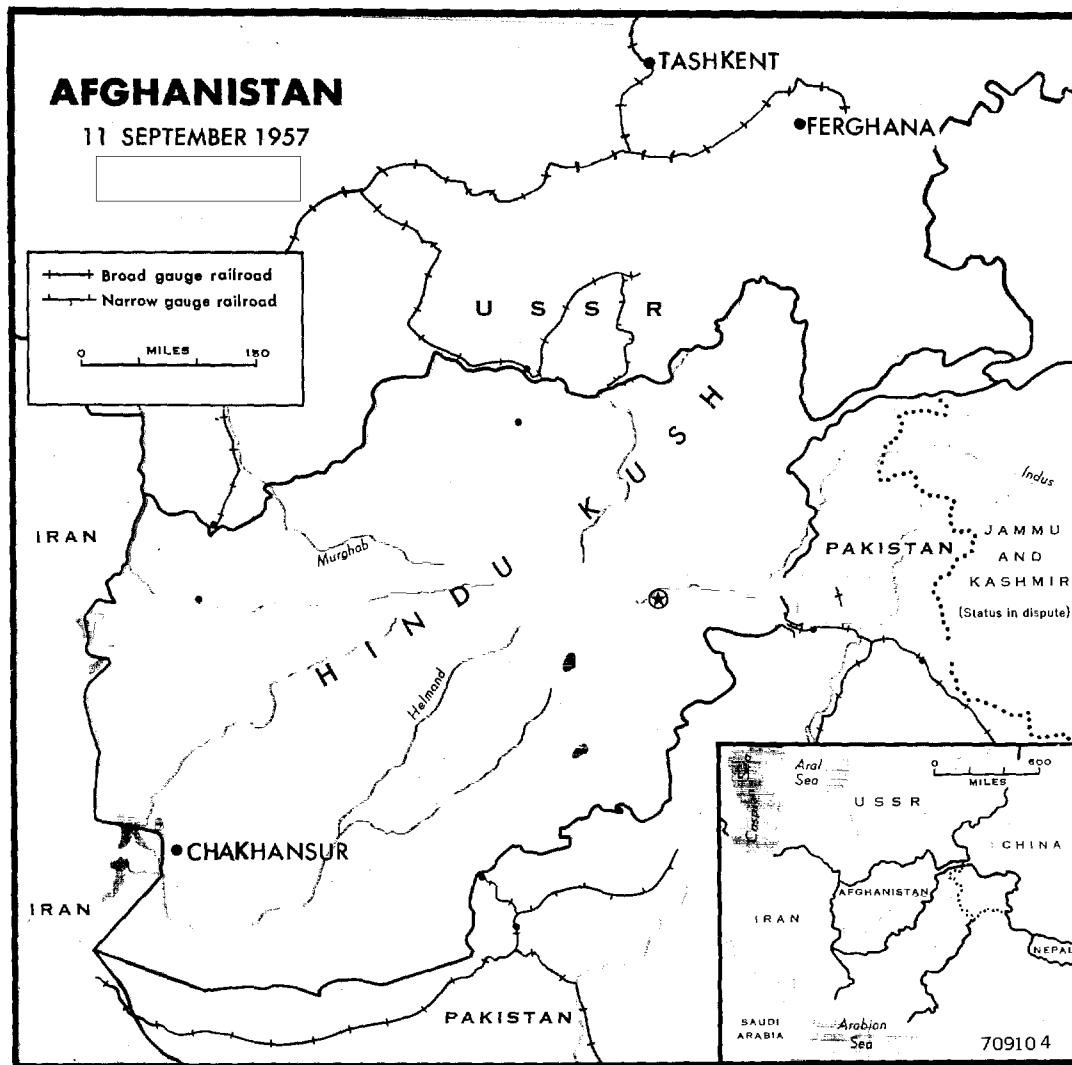 AFGHANISTAN
11 SEPTEMBER 1957
TASHKENT
FERGHANA
Broad gauge railroad
Narrow gauge railroad
MILES
0 150
U S S R
HINDU KUSH
Indus
IRAN
Murghab
PAKISTAN
JAMMU
AND
KASHMIR
(Status in dispute)
Helmand
CHAKHANSUR
IRAN
PAKISTAN
Aral
Sea
0 600
MILES
Caspian Sea
U S S R
CHINA
AFGHANISTAN
IRAN
NEPAL
SAUDI
ARABIA
Arabian
Sea
70910 4